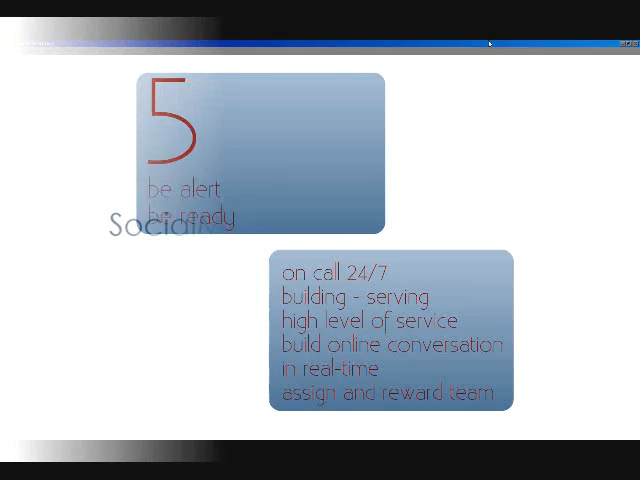 5
be alert
be ready
Social
on call 24/7
building - serving
high level of service
build online conversation
in real-time
assign and reward team